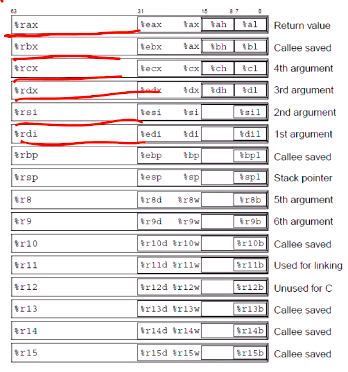 63 31 15 8 7 0
%rax %eax %ax %ah %al Return value
%rbx %ebx %ax %bh %bl Callee saved
%rcx %ecx %cx %ch %cl 4th argument
%rdx %edx %dx %dh %dl 3rd argument
%rsi %esi %si %sil 2nd argument
%rdi %edi %di %dil 1st argument
%rbp %ebp %bp %bpl Callee saved
%rsp %esp %sp %spl Stack pointer
%r8 %r8d %r8w %r8b 5th argument
%r9 %r9d %r9w %r9b 6th argument
%r10 %r10d %r10w %r10b Callee saved
%r11 %r11d %r11w %r11b Used for linking
%r12 %r12d %r12w %r12b Unused for C
%r13 %r13d %r13w %r13b Callee saved
%r14 %r14d %r14w %r14b Callee saved
%r15 %r15d %r15w %r15b Callee saved